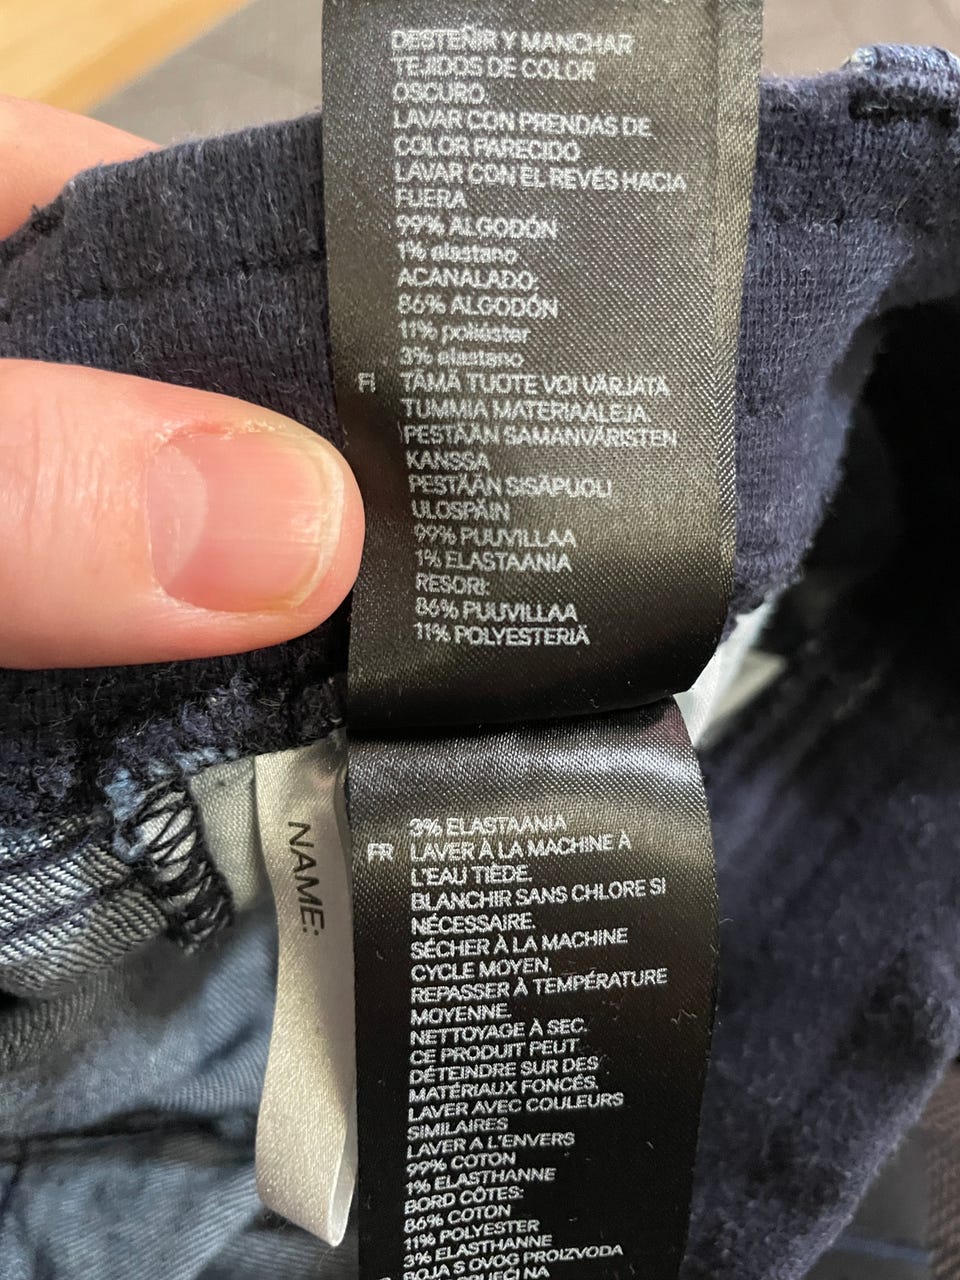 DESTEÑIR Y MANCHAR
TEJIDOS DE COLOR
OSCURO.
LAVAR CON PRENDAS DE
COLOR PARECIDO
LAVAR CON EL REVÉS HACIA
FUERA
99% ALGODÓN
1% elastano
ACANALADO:
86% ALGODÓN
11% poliéster
3% elastano
FI TÄMÄ TUOTE VOI VÄRJÄTÄ
TUMMIA MATERIAALEJA.
PESTÄÄN SAMANVÄRISTEN
KANSSA
PESTÄÄN SISÄPUOLI
ULOSPÄIN
99% PUUVILLAA
1% ELASTAANIA
RESORI:
86% PUUVILLAA
11% POLYESTERIÄ
3% ELASTAANIA
FR LAVER À LA MACHINE À
L'EAU TIÈDE.
BLANCHIR SANS CHLORE SI
NÉCESSAIRE.
SÉCHER À LA MACHINE
CYCLE MOYEN.
REPASSER À TEMPÉRATURE
MOYENNE.
NETTOYAGE À SEC.
CE PRODUIT PEUT
DÉTEINDRE SUR DES
MATÉRIAUX FONCÉS.
LAVER AVEC COULEURS
SIMILAIRES
LAVER A L'ENVERS
99% COTON
1% ELASTHANNE
BORD CÔTES:
86% COTON
11% POLYESTER
3% ELASTHANNE
BOJA S OVOG PROIZVODA
NA
NAME: